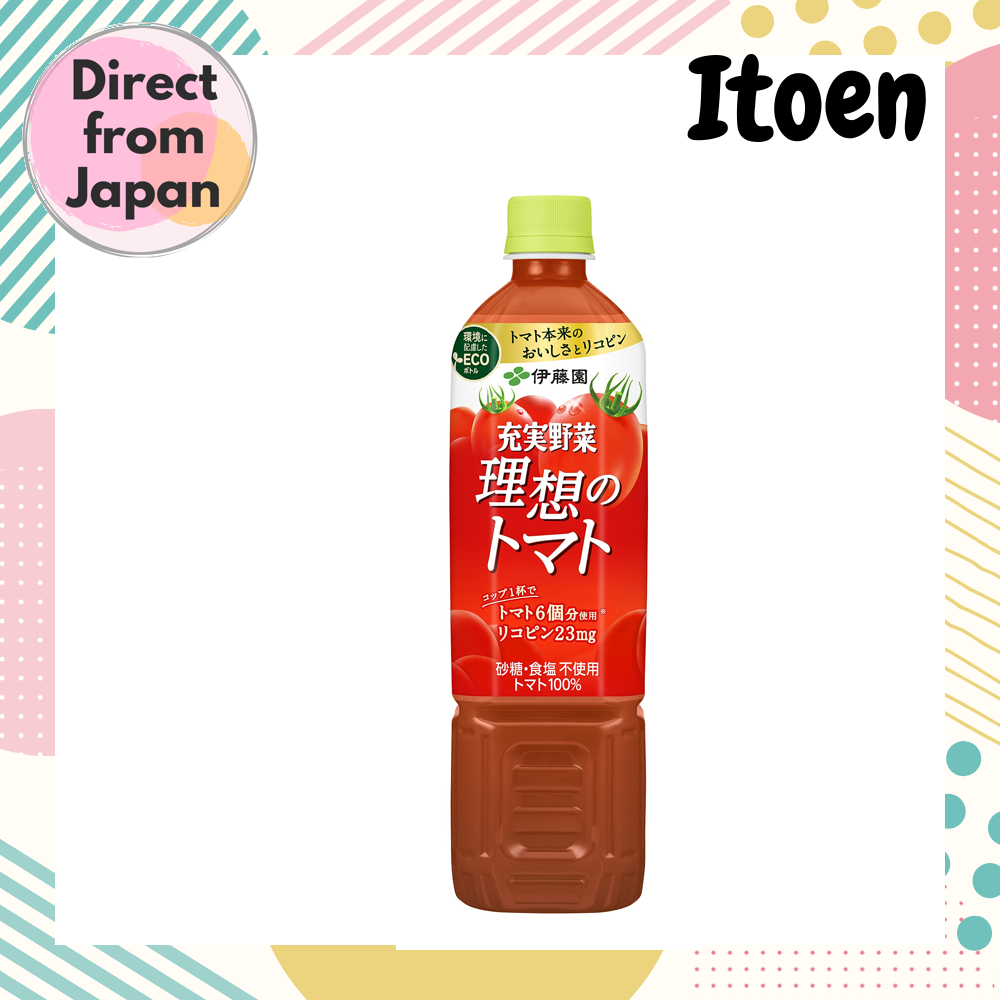 Direct
from
Japan
Itoen
環境に
配慮した
ECO
ボトル
トマト本来の
おいしさとリコピン
伊藤園
充実野菜
理想の
トマト
コップ1杯で
トマト6個分使用※
リコピン23mg
砂糖・食塩不使用
トマト100%